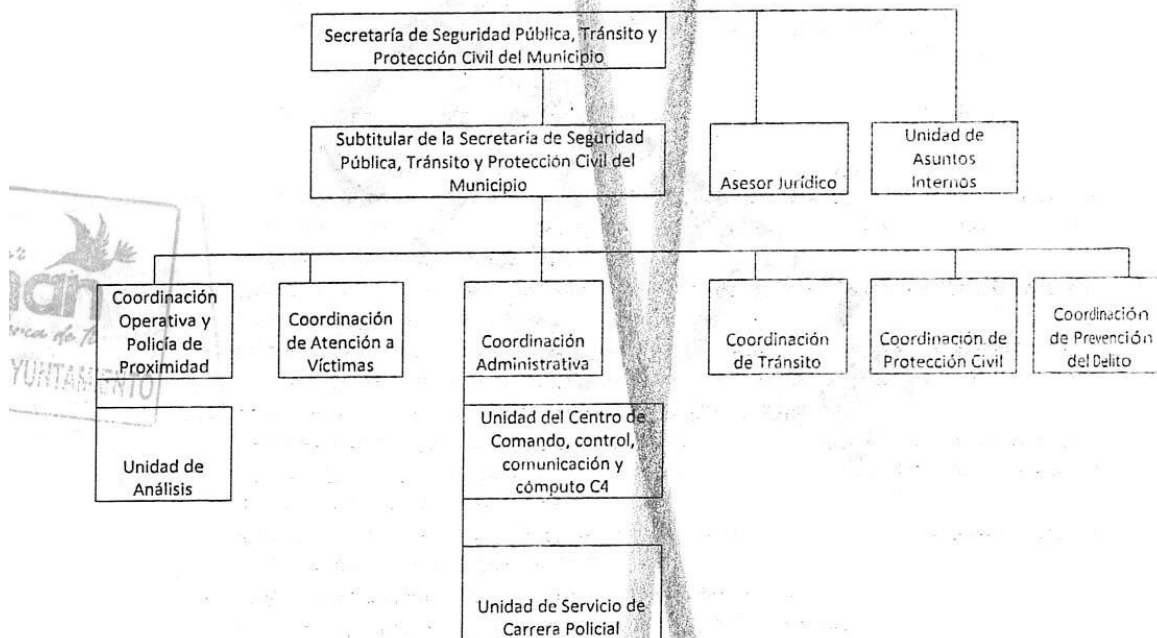 Secretaría de Seguridad Pública, Tránsito y
Protección Civil del Municipio
Subtitular de la Secretaría de Seguridad
Pública, Tránsito y Protección Civil del
Municipio
Asesor Jurídico
Unidad de
Asuntos
Internos
Coordinación
Operativa y
Policía de
Proximidad
Coordinación
de Atención a
Víctimas
Coordinación
Administrativa
Coordinación
de Tránsito
Coordinación de
Protección Civil
Coordinación
de Prevención
del Delito
Unidad de
Análisis
Unidad del Centro de
Comando, control,
comunicación y
cómputo C4
Unidad de Servicio de
Carrera Policial
AYUNTAMIENTO